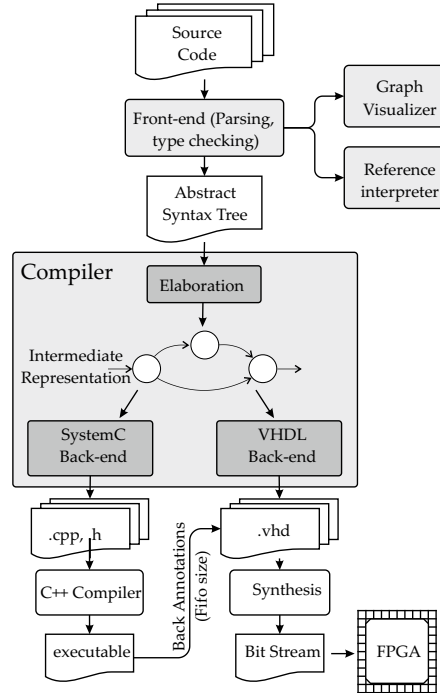 Source
Code
Front-end (Parsing,
type checking)
Graph
Visualizer
Reference
interpreter
Abstract
Syntax Tree
Compiler
Elaboration
Intermediate
Representation
SystemC
Back-end
VHDL
Back-end
.cpp, .h
.vhd
Back Annotations
(Fifo size)
C++ Compiler
Synthesis
executable
Bit Stream
FPGA